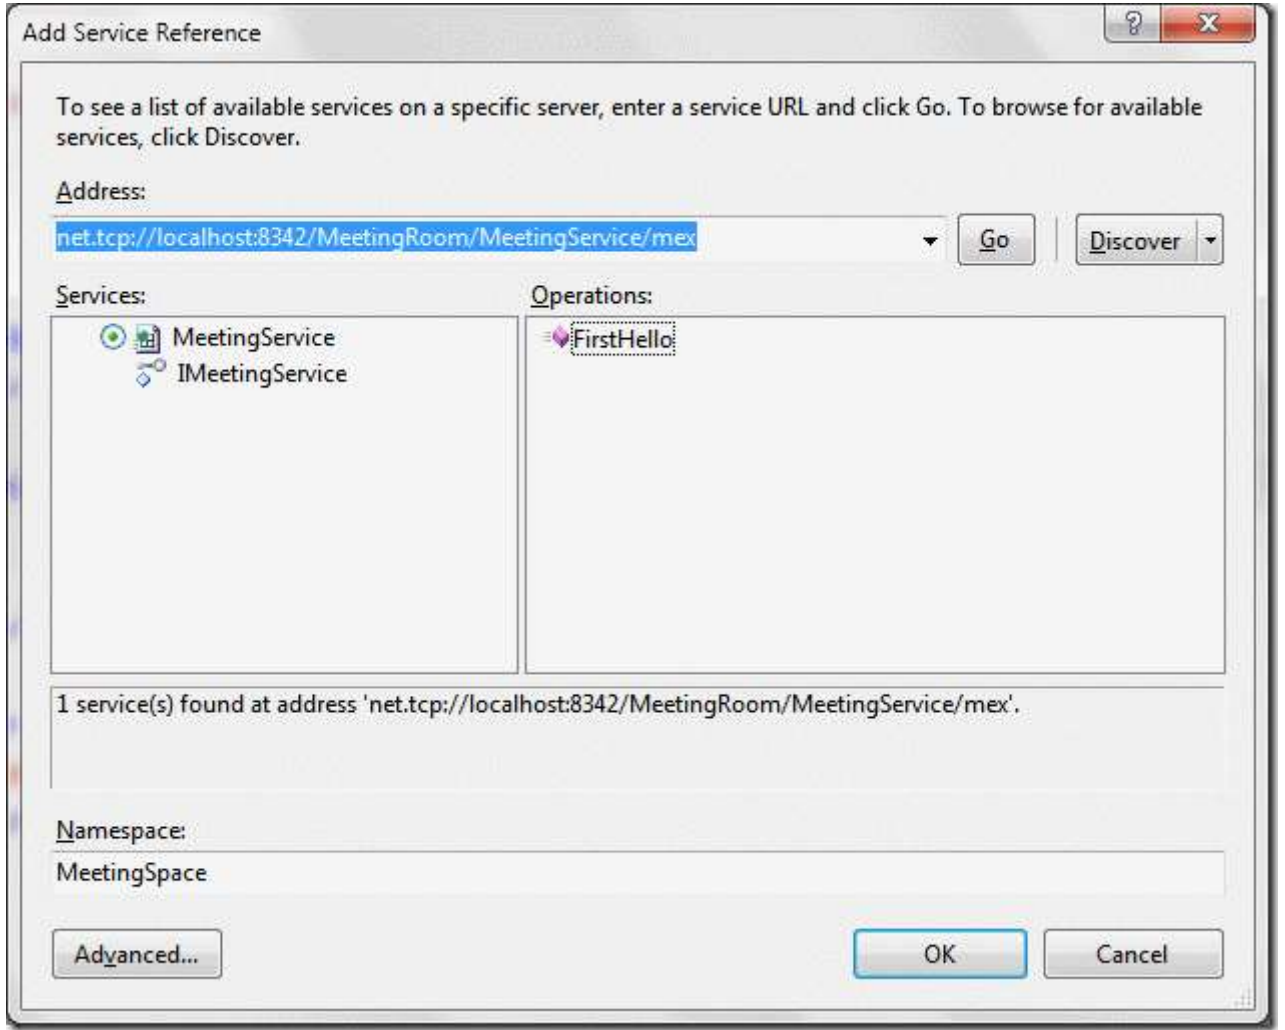 Add Service Reference
To see a list of available services on a specific server, enter a service URL and click Go. To browse for available
services, click Discover.
Address:
net.tcp://localhost:8342/MeetingRoom/MeetingService/mex Go Discover
Services: Operations:
MeetingService FirstHello
IMeetingService
1 service(s) found at address 'net.tcp://localhost:8342/MeetingRoom/MeetingService/mex'.
Namespace:
MeetingSpace
Advanced... OK Cancel